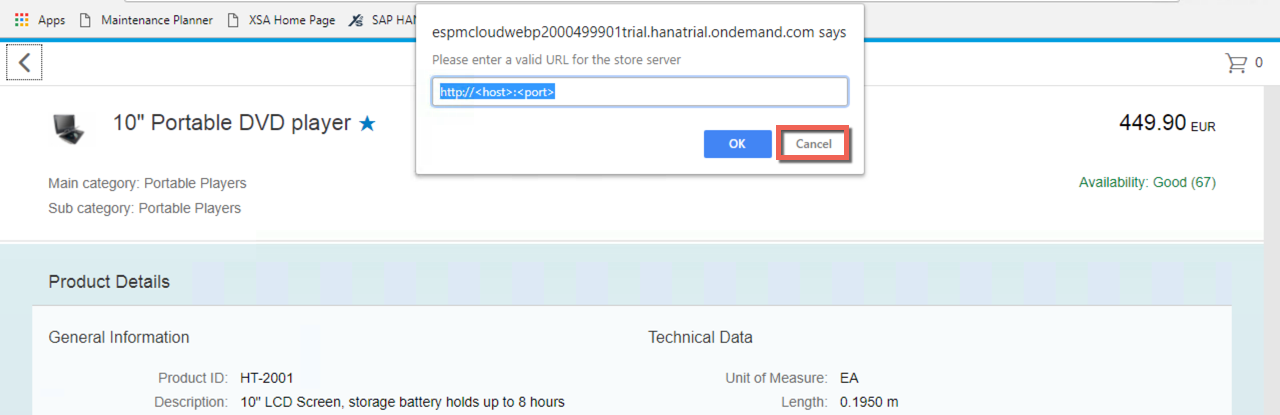 Apps Maintenance Planner XSA Home Page SAP HAN
espmcloudwebp2000499901trial.hanatrial.ondemand.com says
Please enter a valid URL for the store server
http://<host>:<port>
OK Cancel
0
10" Portable DVD player
449.90 EUR
Main category: Portable Players
Availability: Good (67)
Sub category: Portable Players
Product Details
General Information
Technical Data
Product ID: HT-2001
Unit of Measure: EA
Description: 10" LCD Screen, storage battery holds up to 8 hours
Length: 0.1950 m